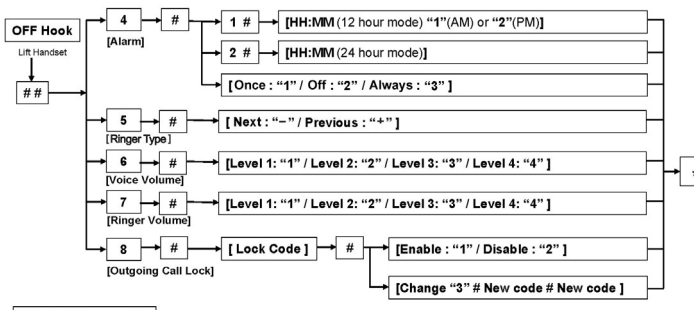 OFF Hook
Lift Handset
# #
4 #
[Alarm]
1 # [HH:MM (12 hour mode) “1”(AM) or “2”(PM)]
2 # [HH:MM (24 hour mode)]
[Once : “1” / Off : “2” / Always : “3” ]
5 # [ Next : “−” / Previous : “+” ]
[Ringer Type]
6 # [Level 1: “1” / Level 2: “2” / Level 3: “3” / Level 4: “4” ]
[Voice Volume]
7 # [Level 1: “1” / Level 2: “2” / Level 3: “3” / Level 4: “4” ]
[Ringer Volume]
8 # [ Lock Code ] # [Enable : “1” / Disable : “2” ]
[Outgoing Call Lock]
[Change “3” # New code # New code ]